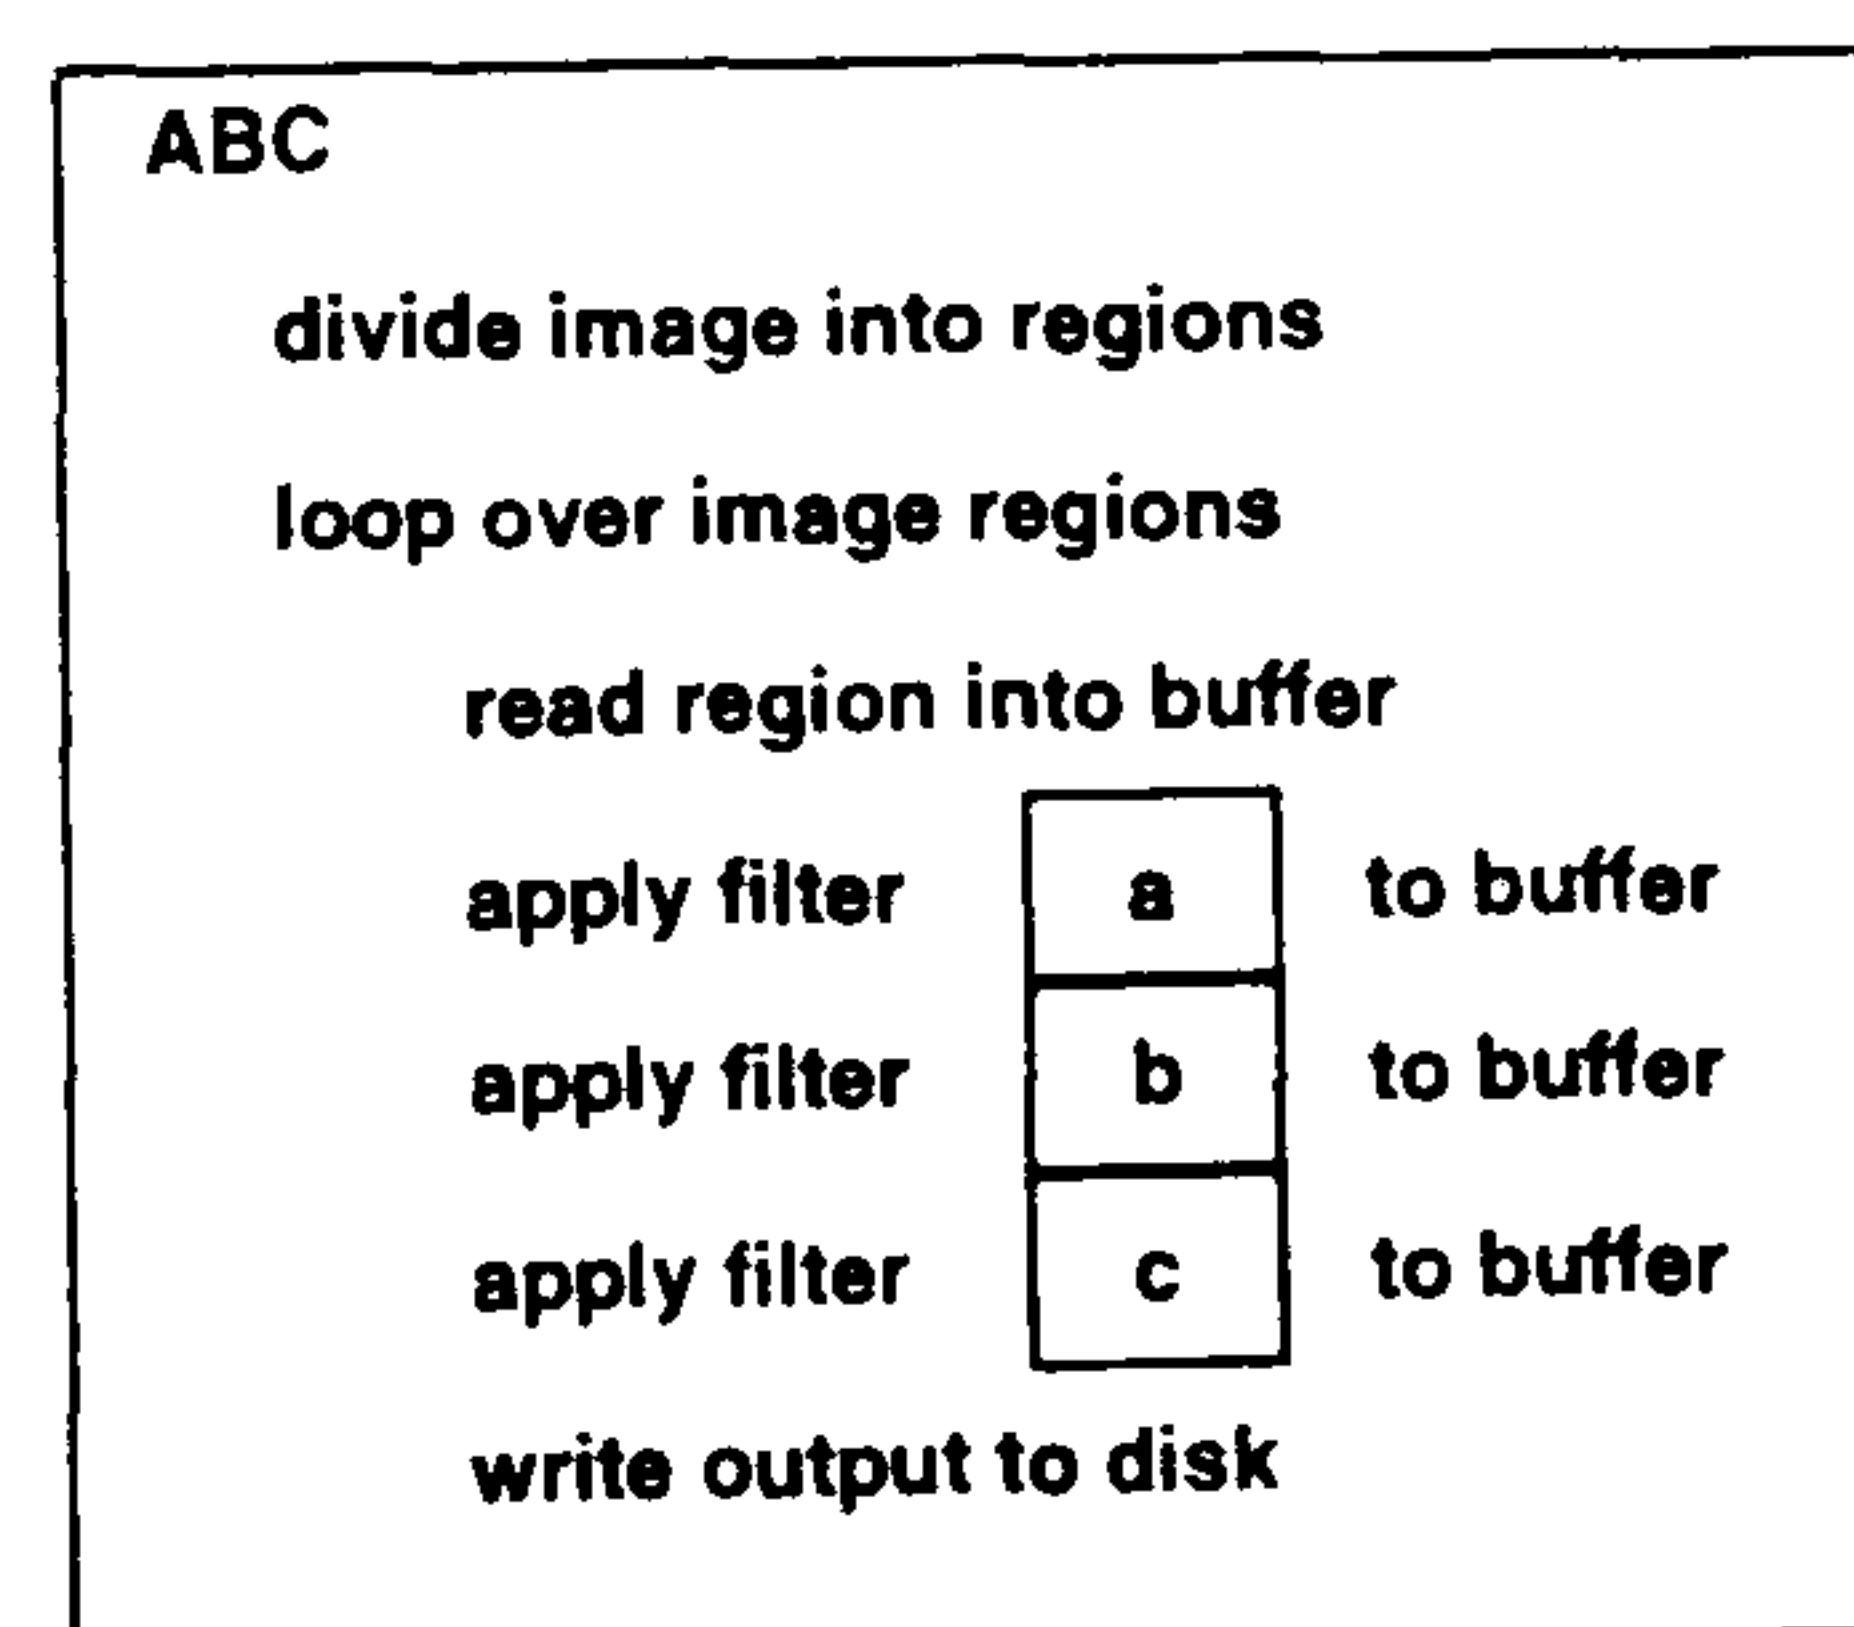 ABC
divide image into regions
loop over image regions
read region into buffer
apply filter a to buffer
apply filter b to buffer
apply filter c to buffer
write output to disk